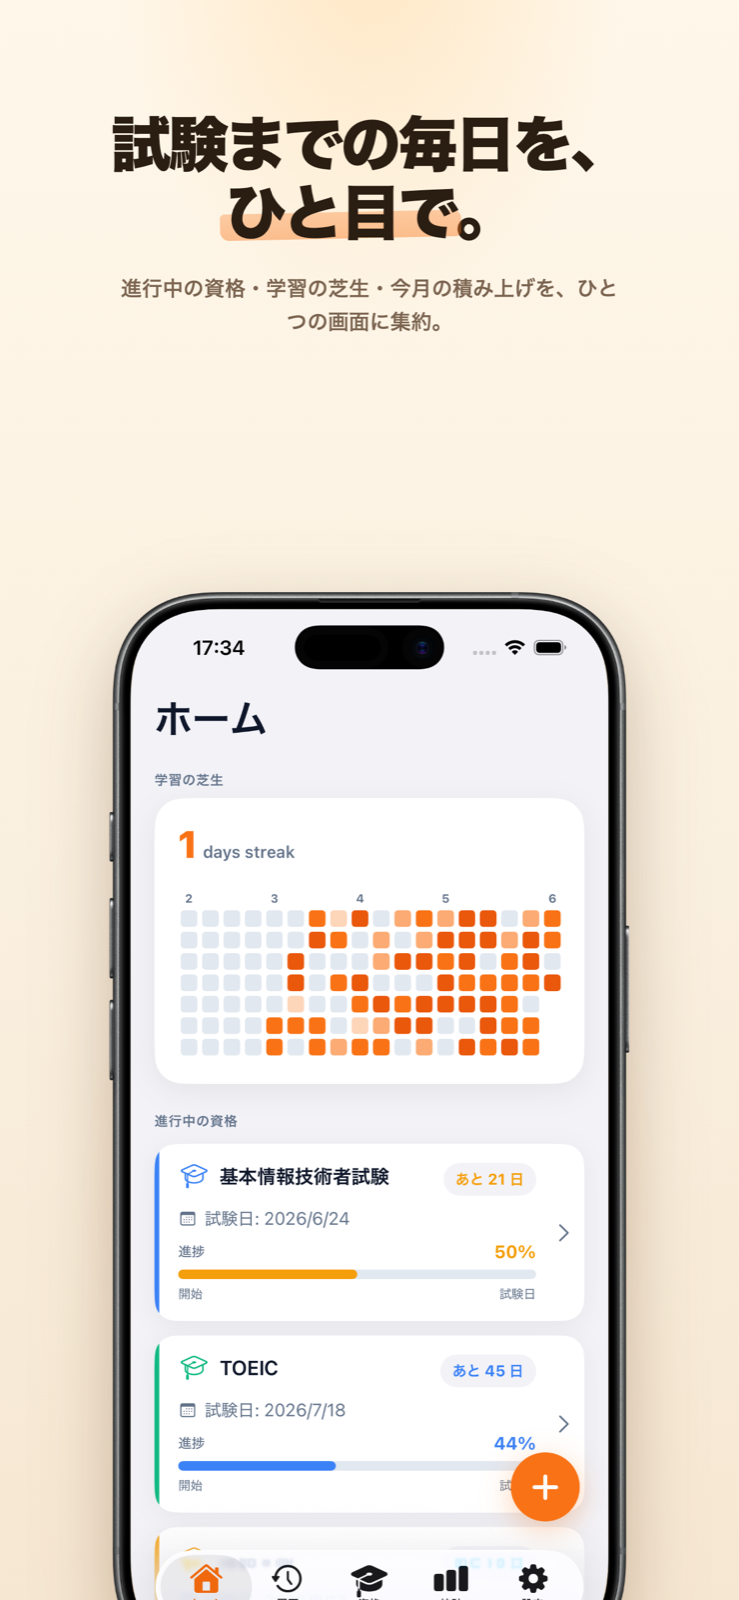 試験までの毎日を、
ひと目で。
進行中の資格・学習の芝生・今月の積み上げを、ひと
つの画面に集約。
17:34
ホーム
学習の芝生
1 days streak
2 3 4 5 6
進行中の資格
基本情報技術者試験 あと 21 日
試験日: 2026/6/24
進捗 50%
開始 試験日
TOEIC あと 45 日
試験日: 2026/7/18
進捗 44%
開始 試